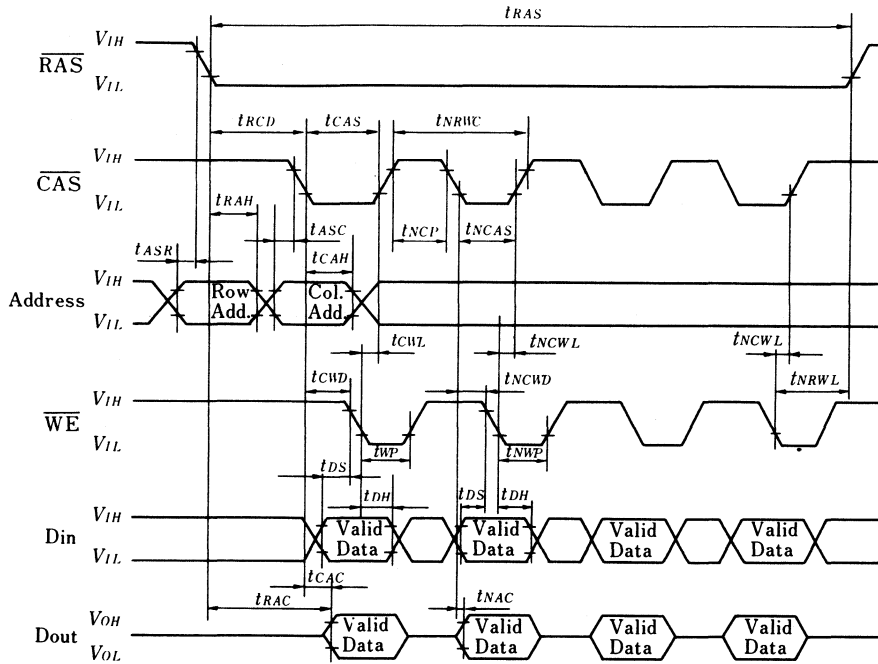 tRAS
VIH
RAS
VIL
tRCD
tCAS
tNRWC
VIH
CAS
VIL
tRAH
tASC
tNCP
tNCAS
tASR
tCAH
VIH
Address
Row
Add.
Col.
Add.
VIL
tCWL
tNCWL
tNCWL
tCWD
tNCWD
tNRWL
VIH
WE
VIL
tWP
tNWP
tDS
tDH
tDS
tDH
VIH
Din
Valid
Data
Valid
Data
Valid
Data
Valid
Data
VIL
tCAC
tRAC
tNAC
VOH
Dout
Valid
Data
Valid
Data
Valid
Data
Valid
Data
VOL